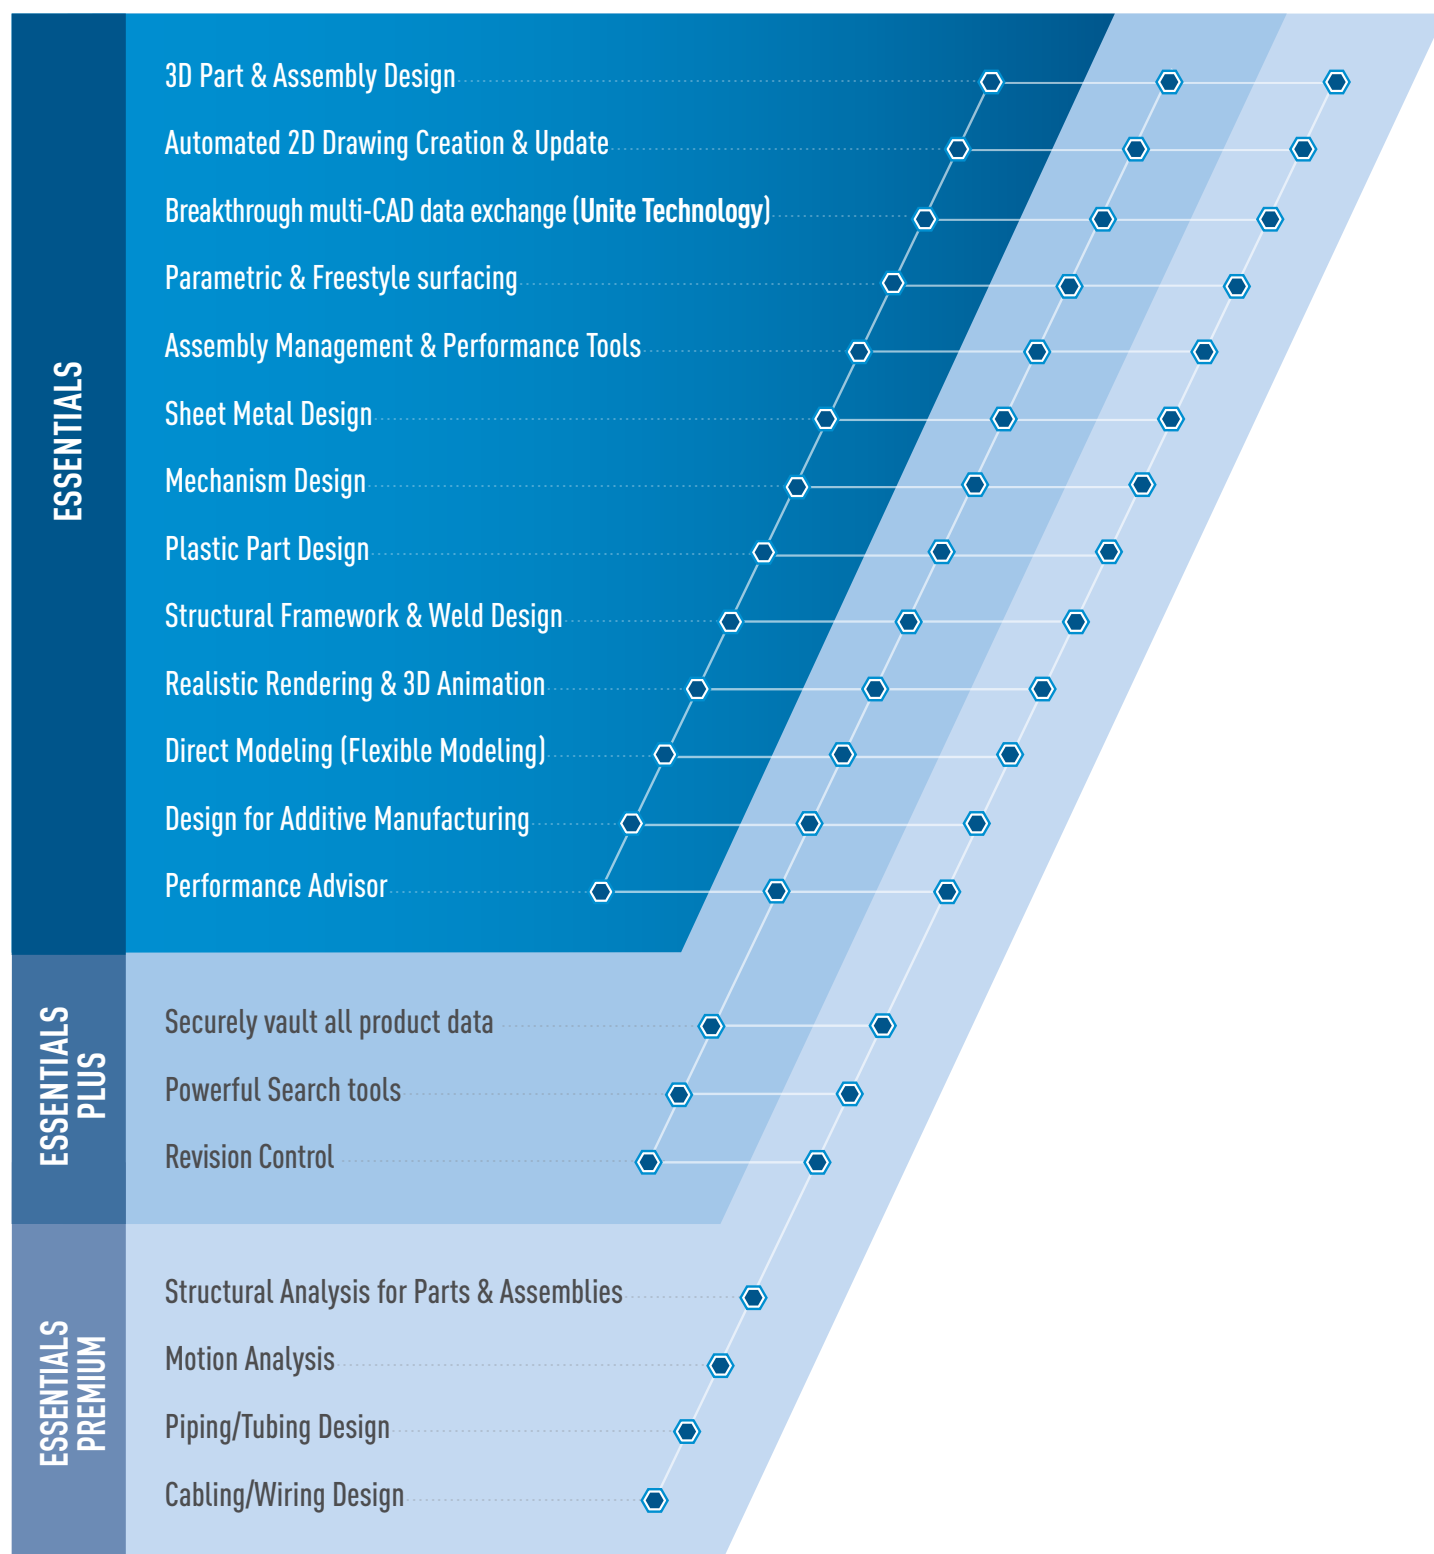 ESSENTIALS
3D Part & Assembly Design
Automated 2D Drawing Creation & Update
Breakthrough multi-CAD data exchange (Unite Technology)
Parametric & Freestyle surfacing
Assembly Management & Performance Tools
Sheet Metal Design
Mechanism Design
Plastic Part Design
Structural Framework & Weld Design
Realistic Rendering & 3D Animation
Direct Modeling (Flexible Modeling)
Design for Additive Manufacturing
Performance Advisor
ESSENTIALS
PLUS
Securely vault all product data
Powerful Search tools
Revision Control
ESSENTIALS
PREMIUM
Structural Analysis for Parts & Assemblies
Motion Analysis
Piping/Tubing Design
Cabling/Wiring Design